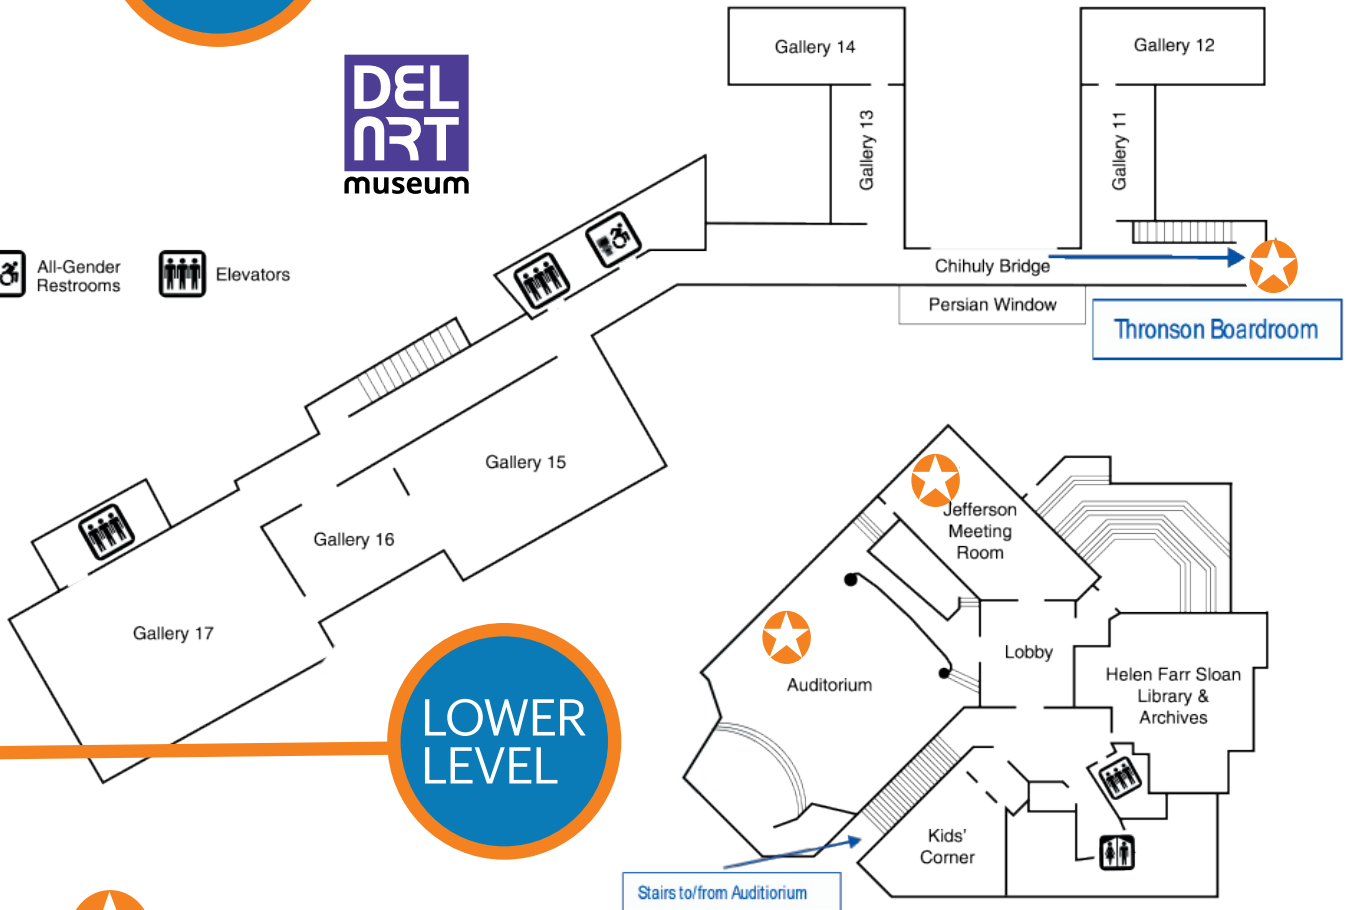 DEL
ART
museum
All-Gender
Restrooms
Elevators
Gallery 14
Gallery 12
Gallery 13
Gallery 11
Chihuly Bridge
Persian Window
Thronson Boardroom
Gallery 15
Gallery 16
Gallery 17
LOWER
LEVEL
Jefferson
Meeting
Room
Auditorium
Lobby
Helen Farr Sloan
Library &
Archives
Kids'
Corner
Stairs to/from Auditiorium